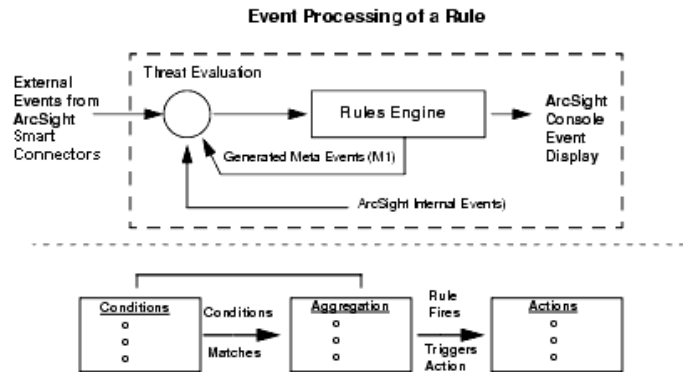 Event Processing of a Rule
Threat Evaluation
External
Events from
ArcSight
Smart
Connectors
Rules Engine
ArcSight
Console
Event
Display
Generated Meta Events (M1)
ArcSight Internal Events)
Conditions
Conditions
Matches
Aggregation
Rule
Fires
Triggers
Action
Actions